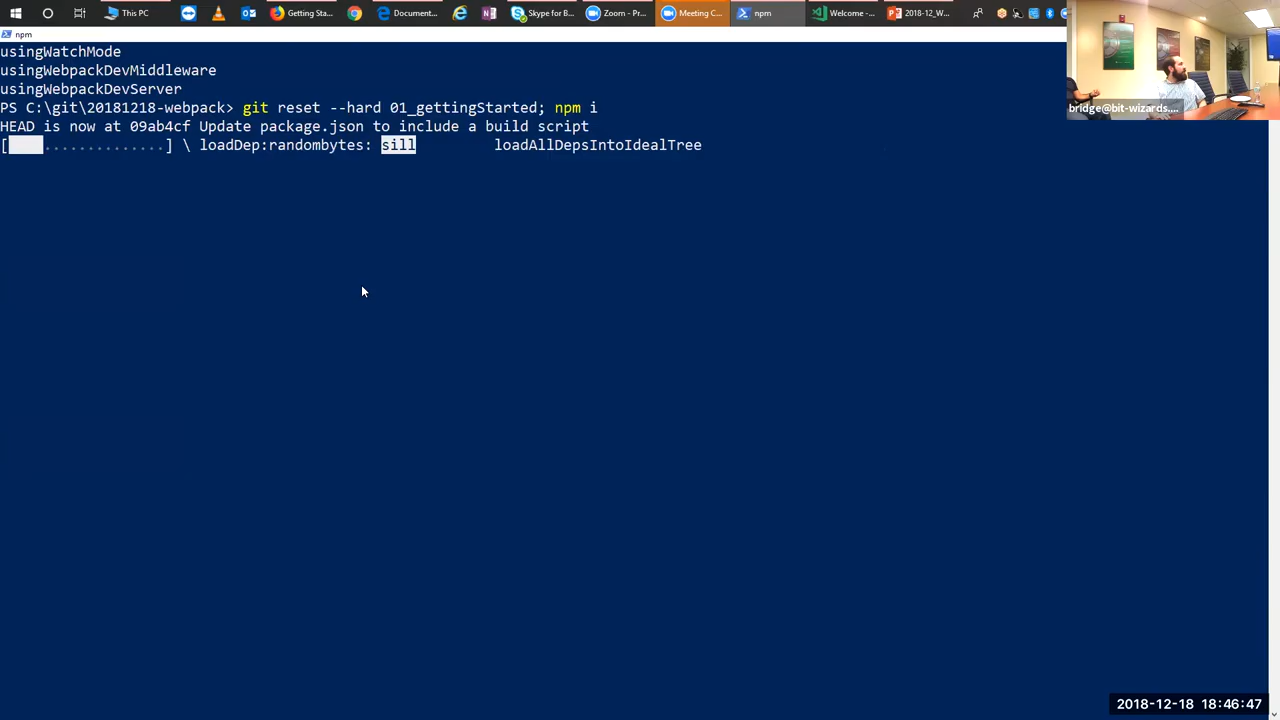 This PC
Getting Sta...
Document...
Skype for B...
Zoom - Pr...
Meeting C...
npm
Welcome -...
2018-12_W...
npm
bridge@bit-wizards....
usingWatchMode
usingWebpackDevMiddleware
usingWebpackDevServer
PS C:\git\20181218-webpack> git reset --hard 01_gettingStarted; npm i
HEAD is now at 09ab4cf Update package.json to include a build script
[    ..............] \ loadDep:randombytes: sill        loadAllDepsIntoIdealTree
2018-12-18 18:46:47